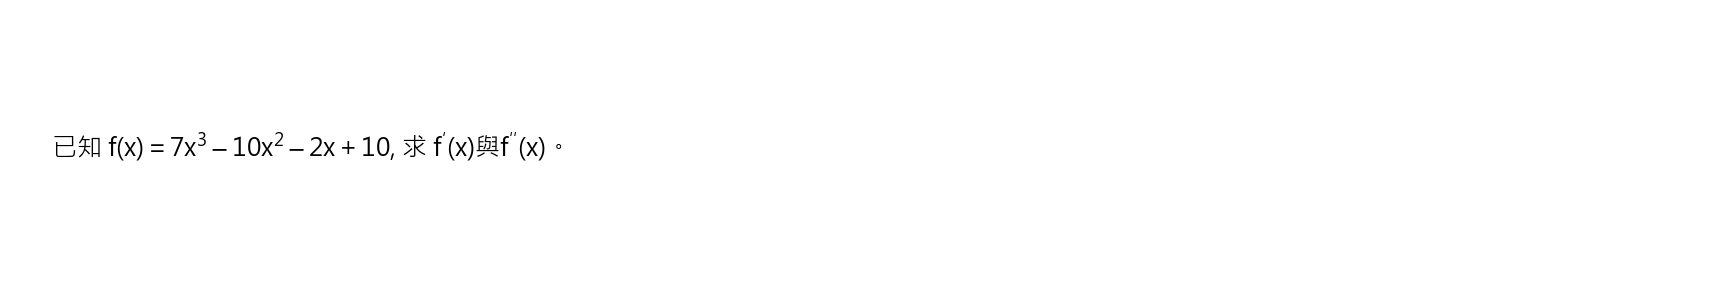 已知 f(x) = 7x³ – 10x² – 2x + 10, 求 f′(x)與f′′(x)。